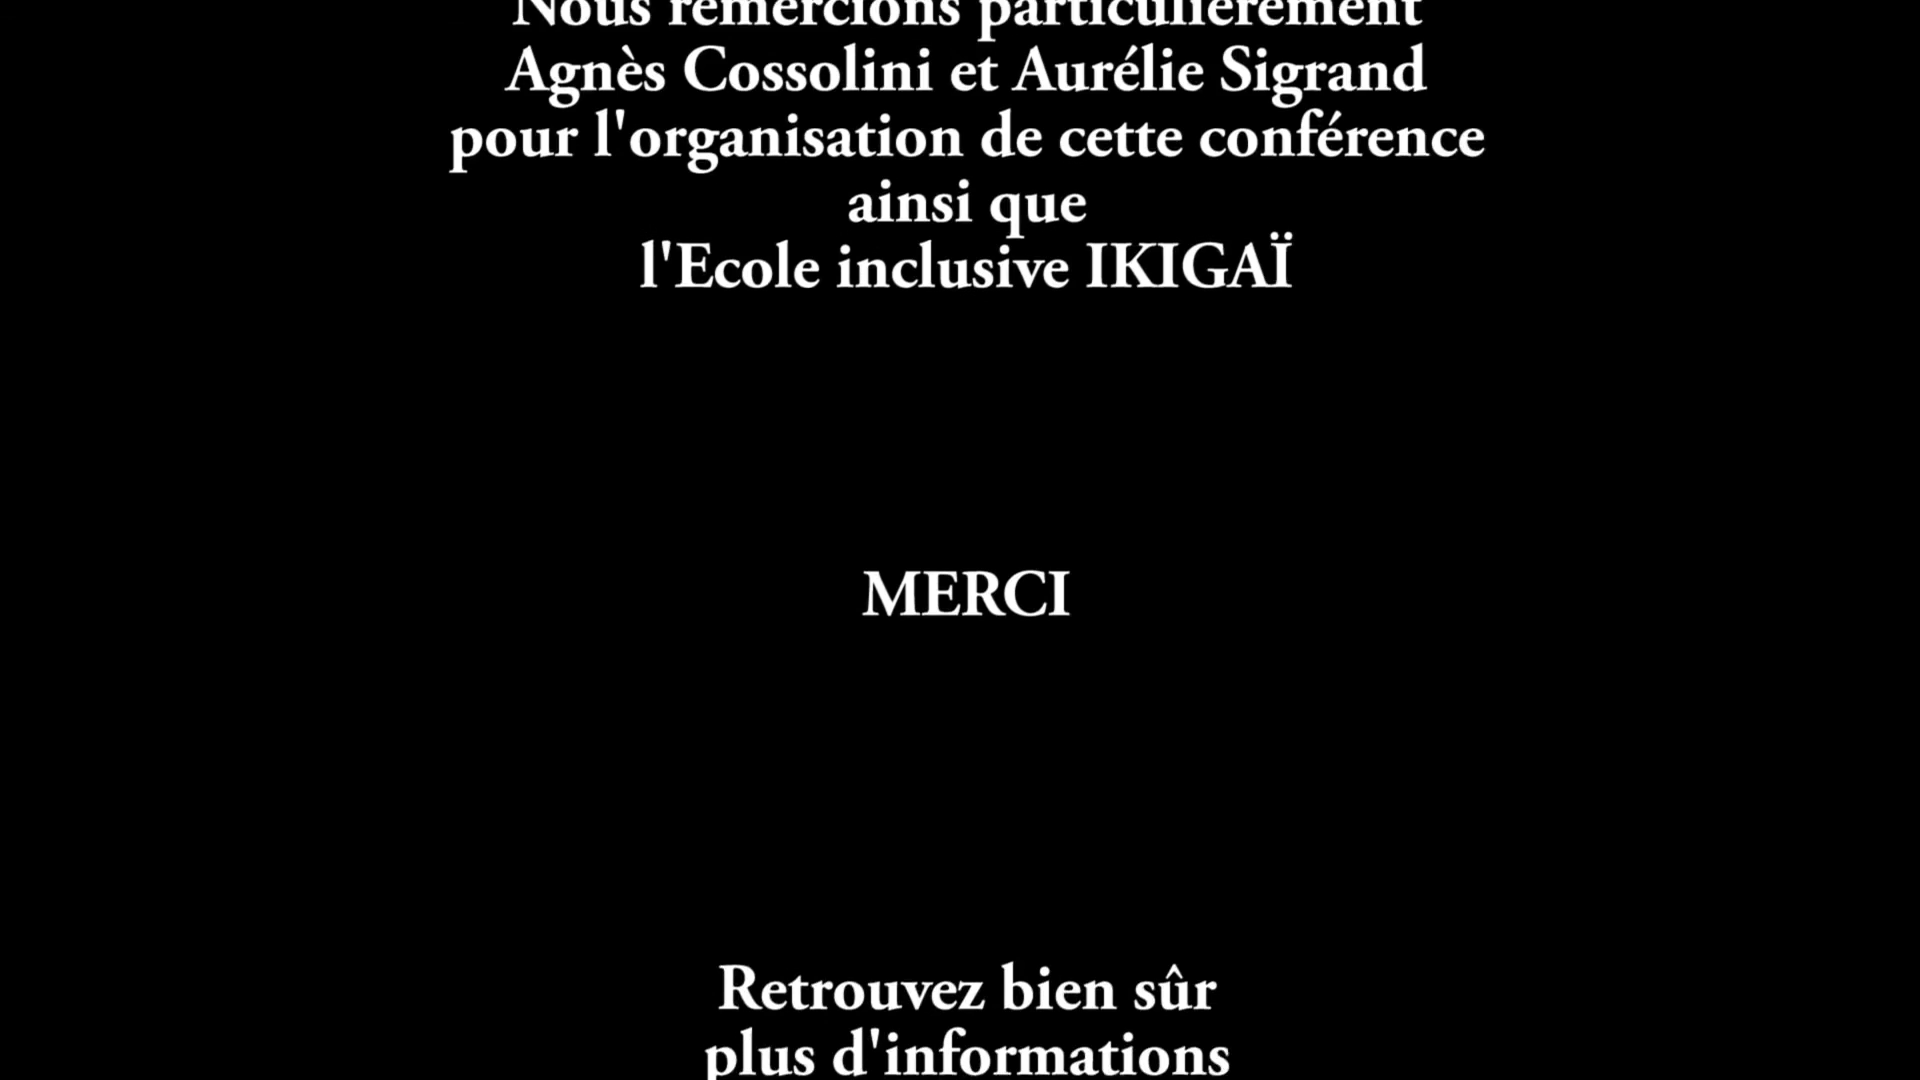 Nous remercions particulièrement
Agnès Cossolini et Aurélie Sigrand
pour l'organisation de cette conférence
ainsi que
l'Ecole inclusive IKIGAÏ
MERCI
Retrouvez bien sûr
plus d'informations